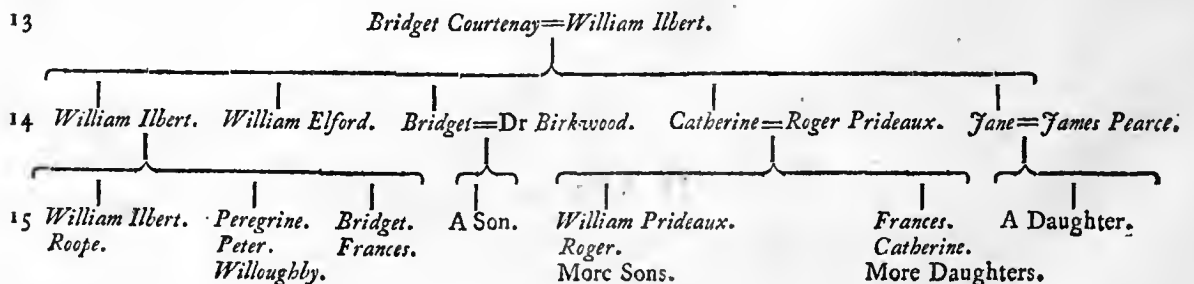 13 Bridget Courtenay=William Ilbert.
14 William Ilbert. William Elford. Bridget=Dr Birkwood. Catherine=Roger Prideaux. Jane=James Pearce.
15 William Ilbert. Peregrine. Bridget. A Son. William Prideaux. Frances. A Daughter.
Roope. Peter. Frances. Roger. Catherine.
Willoughby. More Sons. More Daughters.